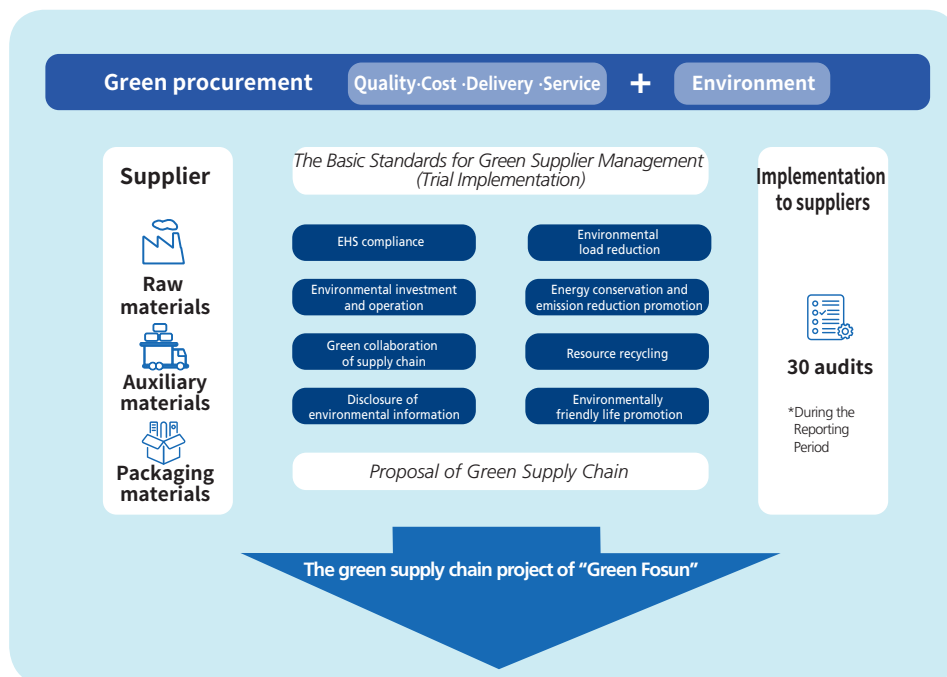 Green procurement Quality·Cost ·Delivery ·Service + Environment
Supplier
Raw
materials
Auxiliary
materials
Packaging
materials
The Basic Standards for Green Supplier Management
(Trial Implementation)
EHS compliance
Environmental
load reduction
Environmental investment
and operation
Energy conservation and
emission reduction promotion
Green collaboration
of supply chain
Resource recycling
Disclosure of
environmental information
Environmentally
friendly life promotion
Proposal of Green Supply Chain
Implementation
to suppliers
30 audits
*During the
Reporting
Period
The green supply chain project of “Green Fosun”